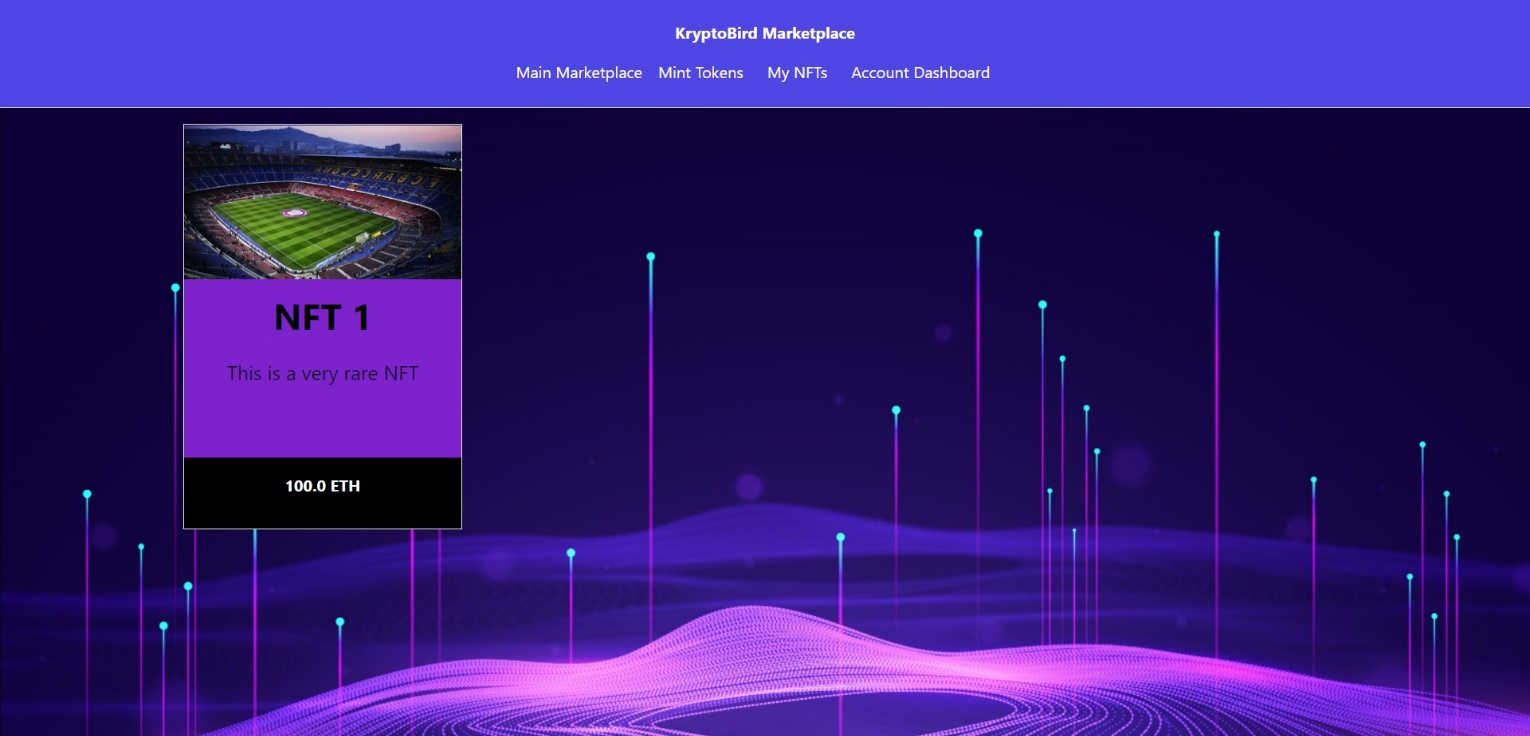 KryptoBird Marketplace
Main Marketplace Mint Tokens My NFTs Account Dashboard
NFT 1
This is a very rare NFT
100.0 ETH